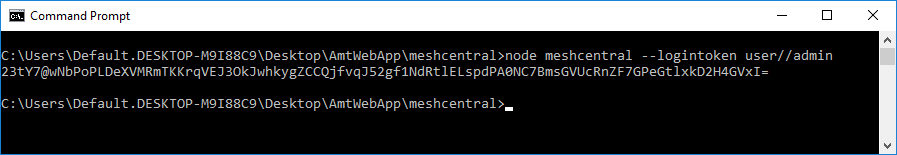 Command Prompt
C:\Users\Default.DESKTOP-M9I88C9\Desktop\AmtWebApp\meshcentral>node meshcentral --logintoken user//admin
23tY7@wNbPoPLDeXVMRmTKKrqVEJ3OkJwhkygZCCQjfvqJ52gf1NdRtlELspdPA0NC7BmsGVUcRnZF7GPeGtlxkD2H4GVxI=
C:\Users\Default.DESKTOP-M9I88C9\Desktop\AmtWebApp\meshcentral>